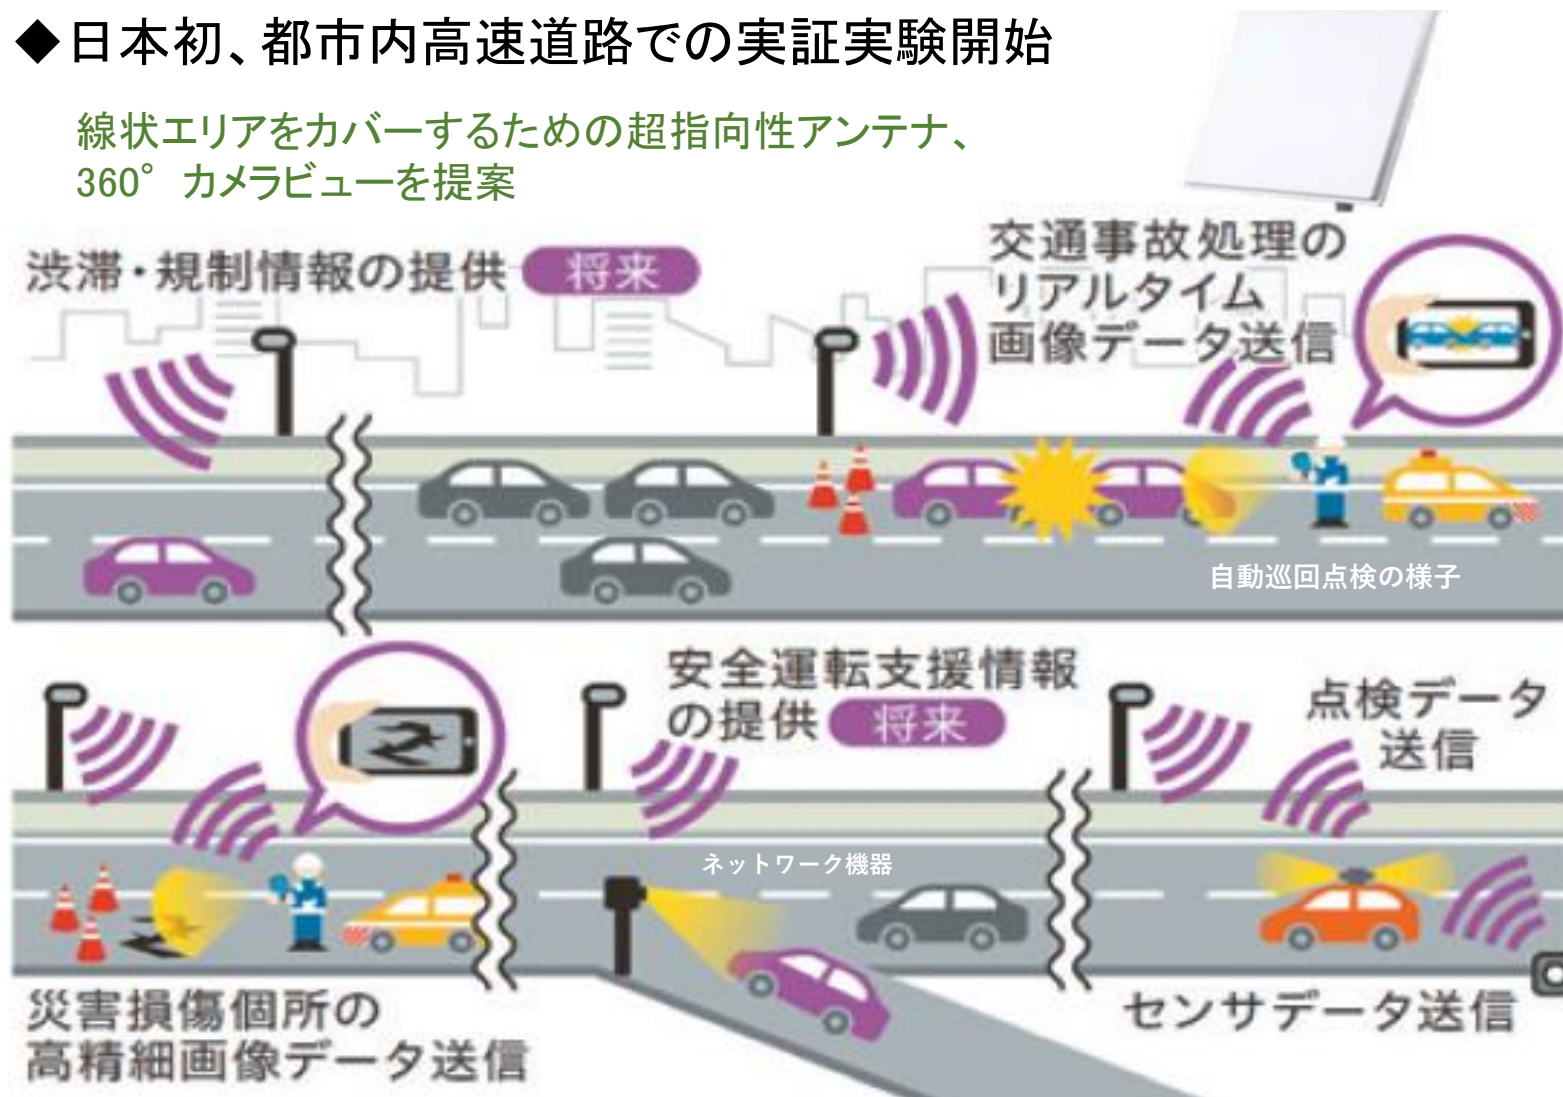 ◆日本初、都市内高速道路での実証実験開始
線状エリアをカバーするための超指向性アンテナ、
360°カメラビューを提案
渋滞・規制情報の提供 将来
交通事故処理の
リアルタイム
画像データ送信
自動巡回点検の様子
安全運転支援情報
の提供 将来
点検データ
送信
ネットワーク機器
災害損傷個所の
高精細画像データ送信
センサデータ送信